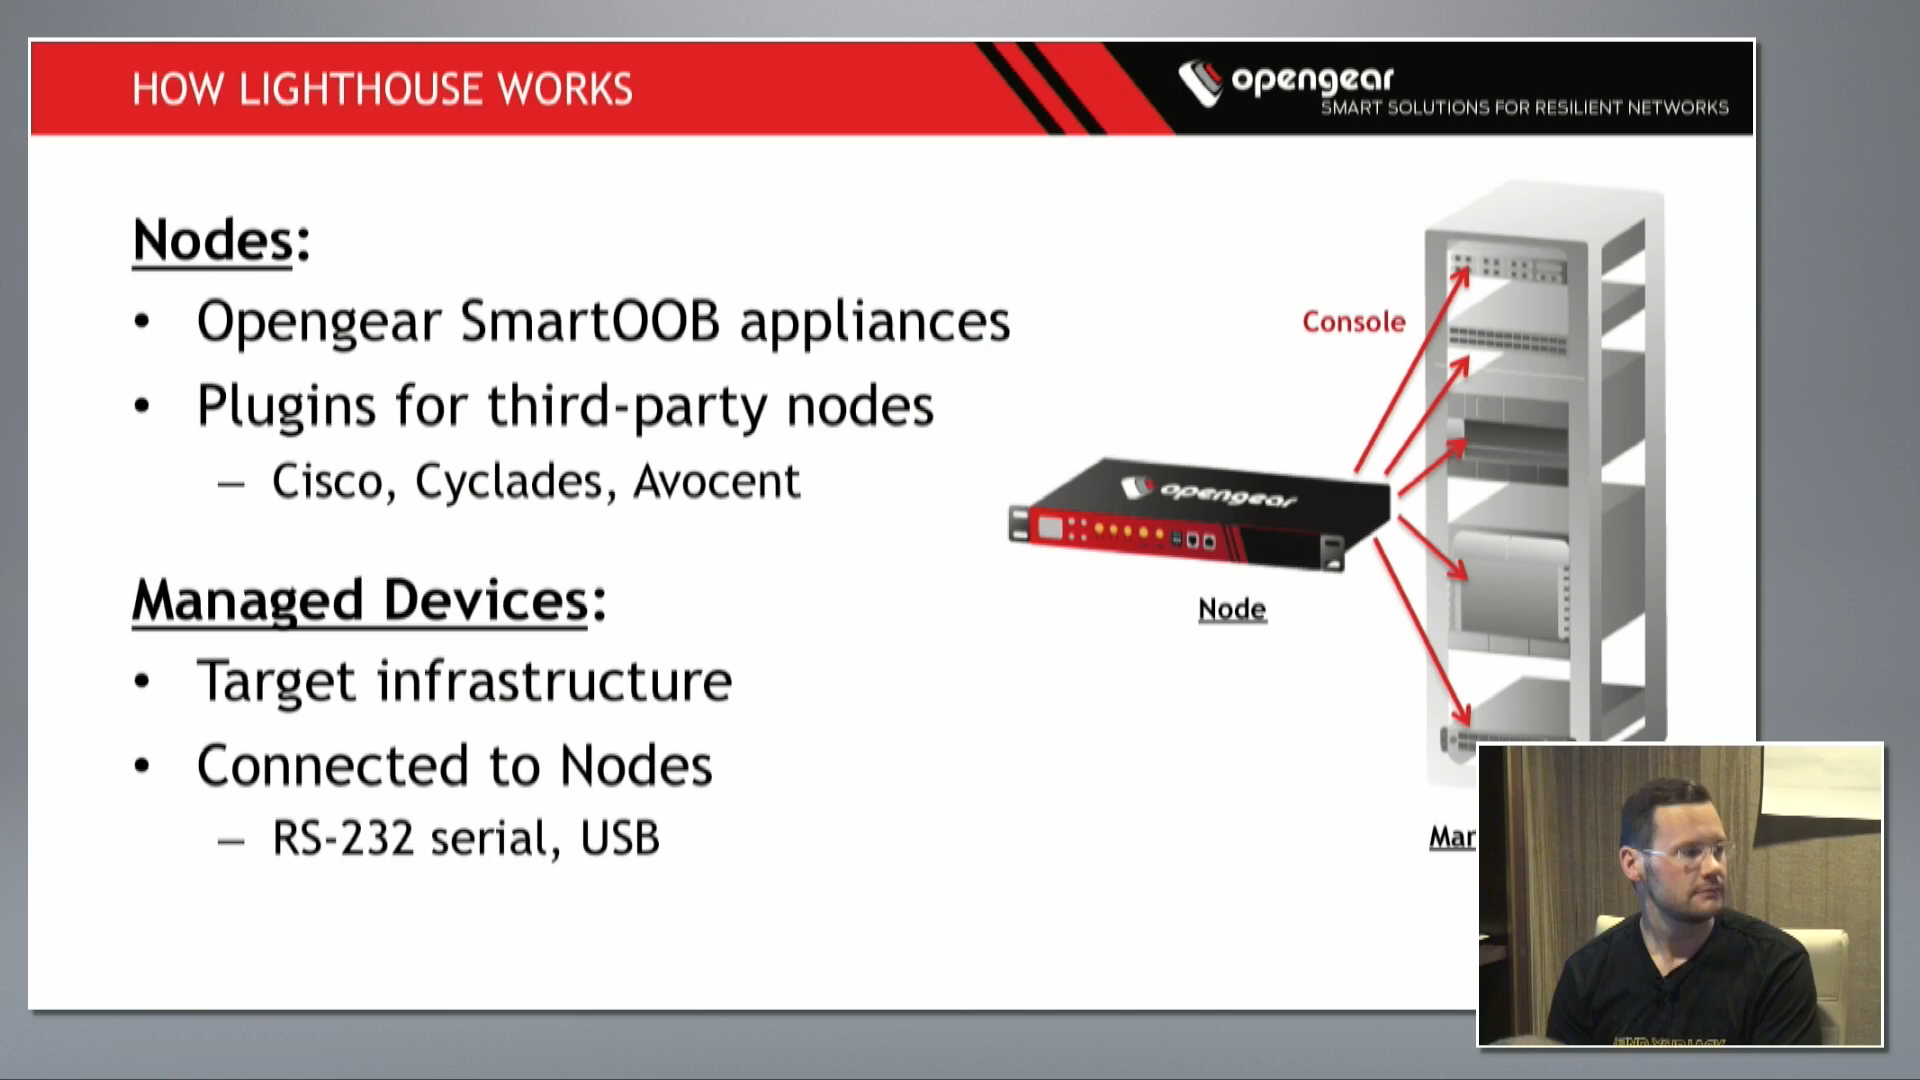 HOW LIGHTHOUSE WORKS
opengear
SMART SOLUTIONS FOR RESILIENT NETWORKS
Nodes:
• Opengear SmartOOB appliances
• Plugins for third-party nodes
– Cisco, Cyclades, Avocent
Managed Devices:
• Target infrastructure
• Connected to Nodes
– RS-232 serial, USB
Console
opengear
Node